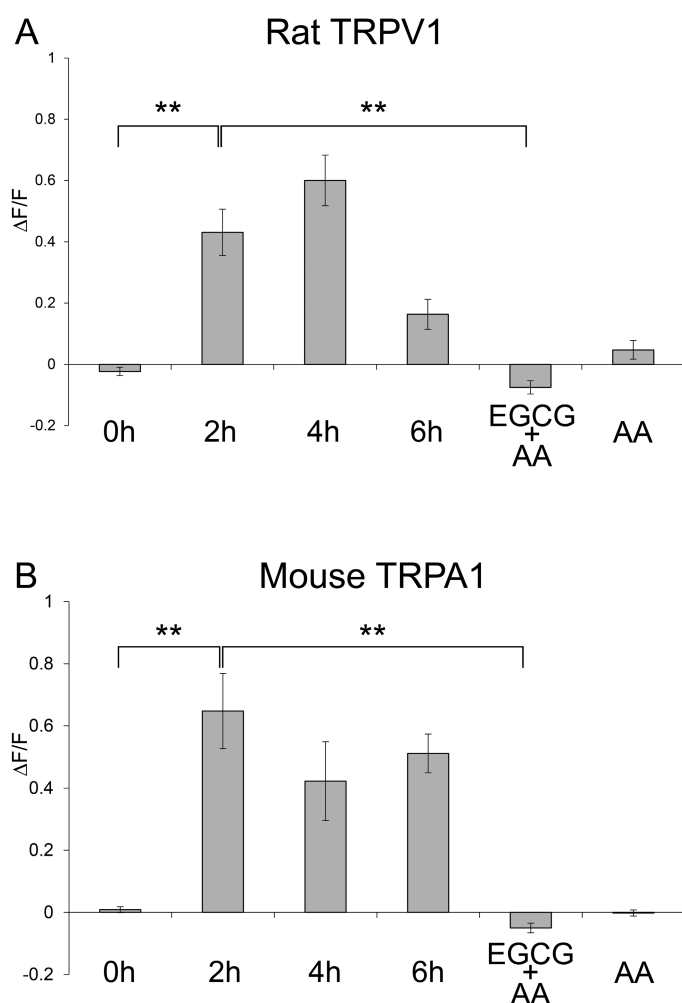 A
Rat TRPV1
1
0.8
0.6
0.4
0.2
0
-0.2
ΔF/F
**
**
0h
2h
4h
6h
EGCG
+
AA
AA
B
Mouse TRPA1
1
0.8
0.6
0.4
0.2
0
-0.2
ΔF/F
**
**
0h
2h
4h
6h
EGCG
+
AA
AA